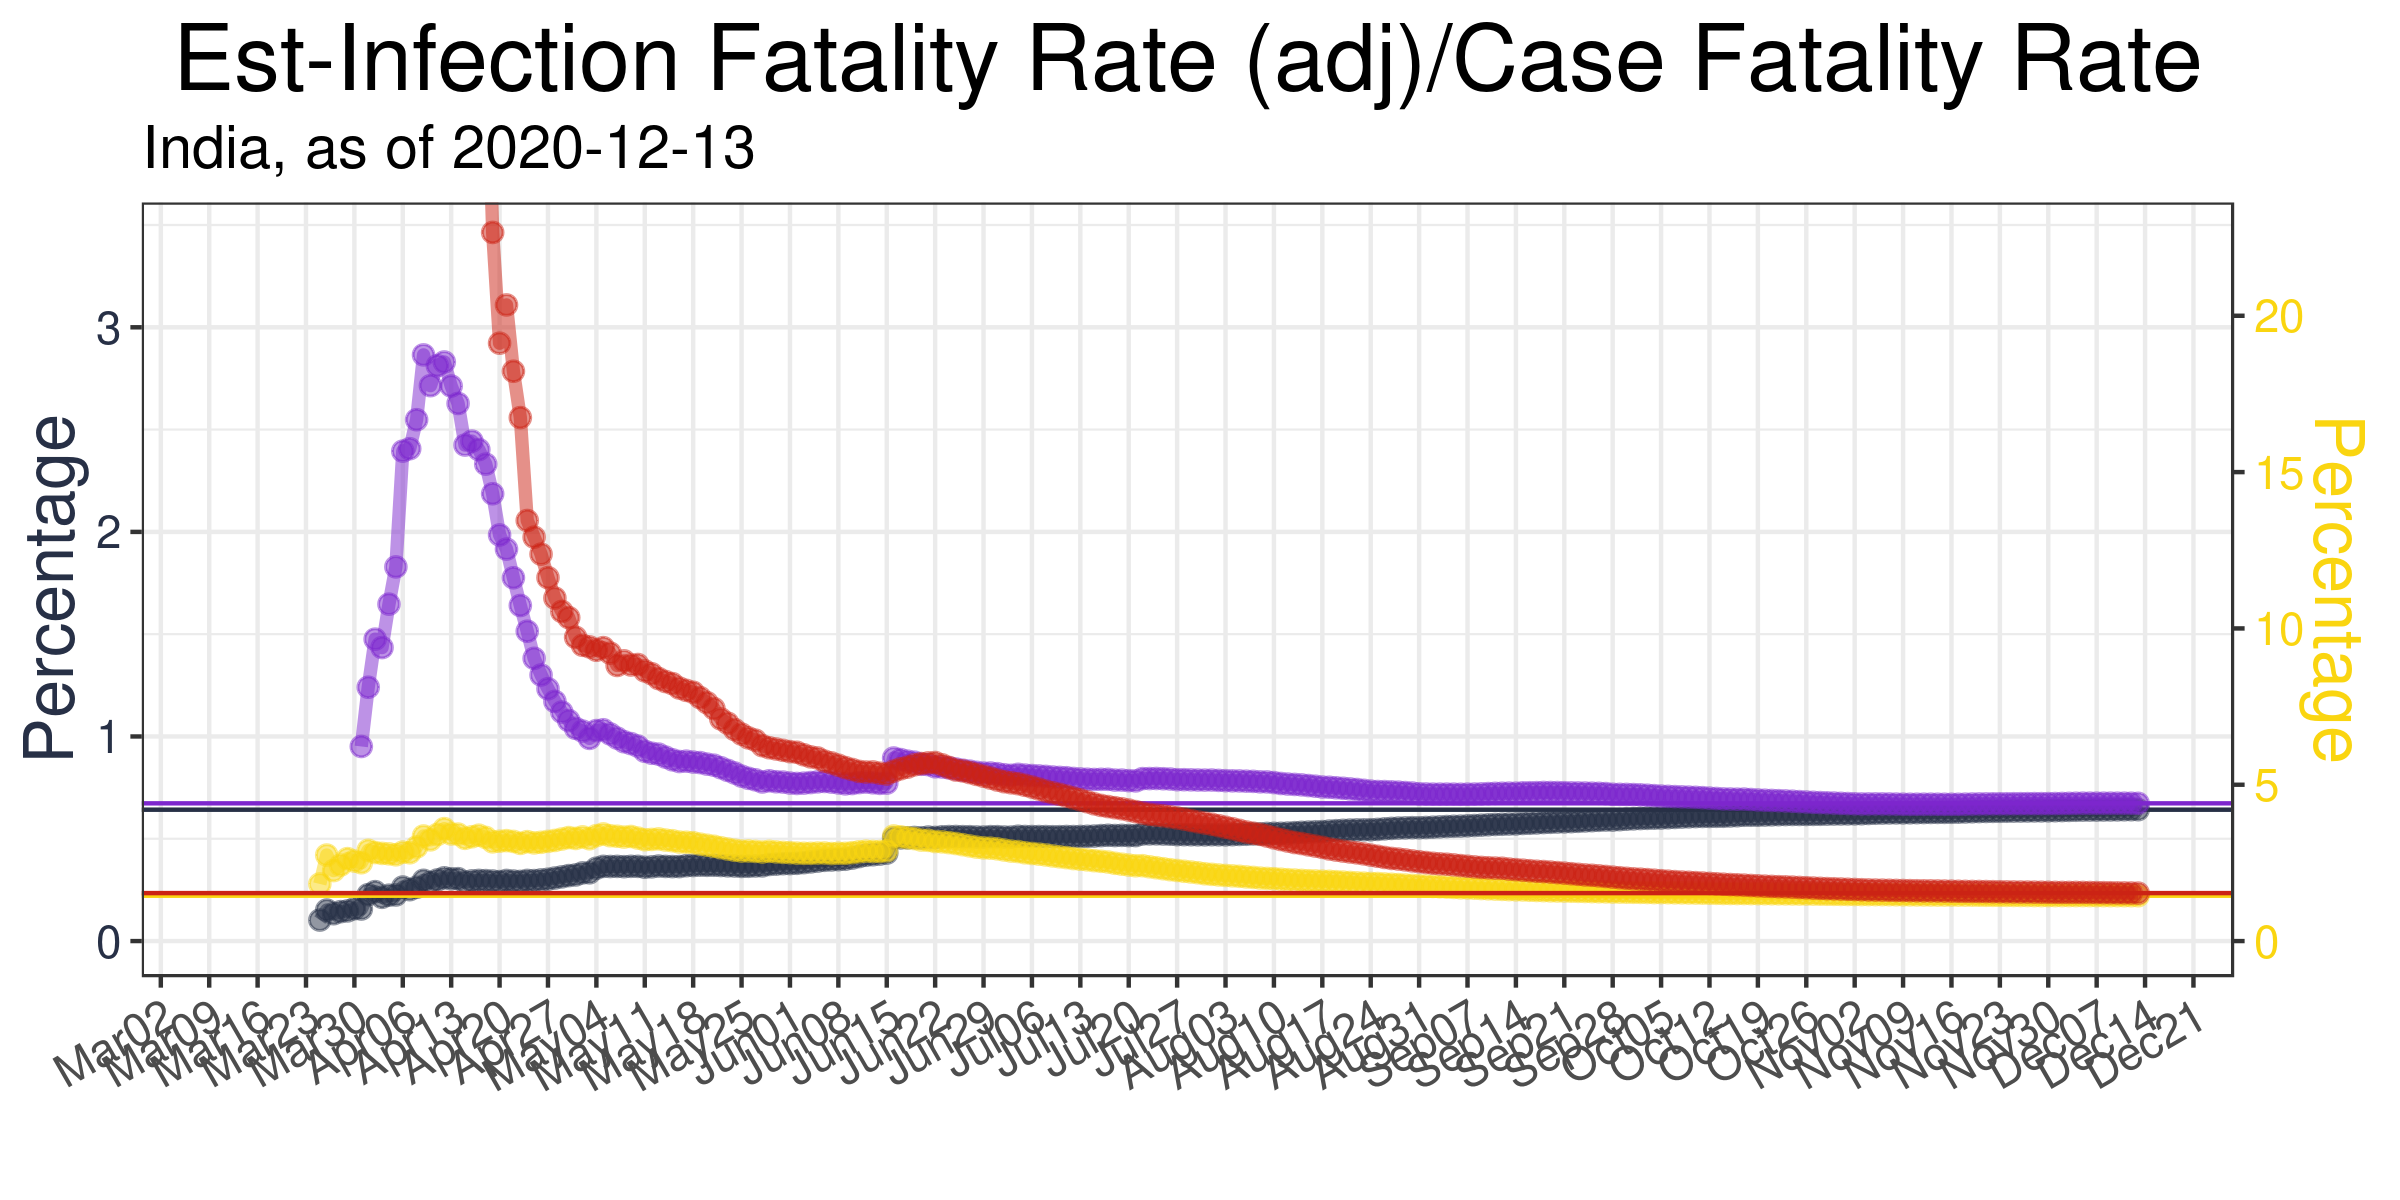 Est-Infection Fatality Rate (adj)/Case Fatality Rate
India, as of 2020-12-13
Percentage
3
2
1
0
20
15
10
5
0
Percentage
Mar02
Mar09
Mar16
Mar23
Mar30
Apr06
Apr13
Apr20
Apr27
May04
May11
May18
May25
Jun01
Jun08
Jun15
Jun22
Jun29
Jul06
Jul13
Jul20
Jul27
Aug03
Aug10
Aug17
Aug24
Aug31
Sep07
Sep14
Sep21
Sep28
Oct05
Oct12
Oct19
Oct26
Nov02
Nov09
Nov16
Nov23
Nov30
Dec07
Dec14
Dec21